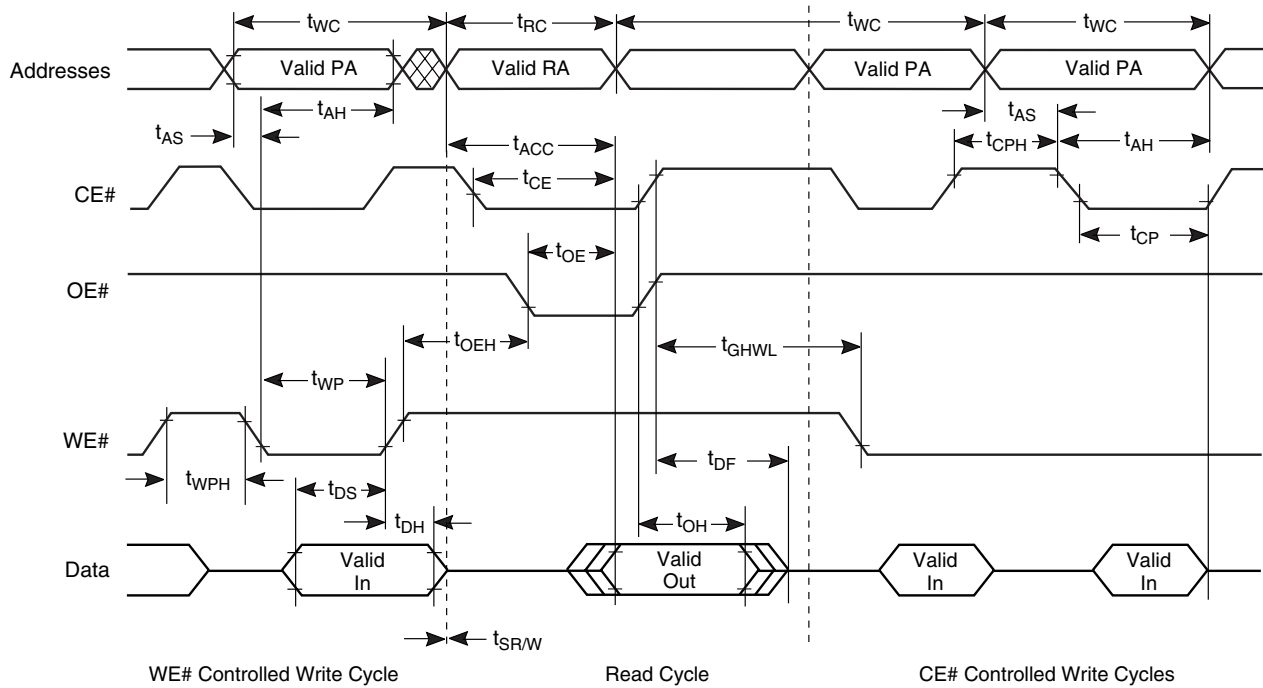 tWC tRC tWC tWC
Addresses Valid PA Valid RA Valid PA Valid PA
tAS tAH tAS
tACC tCPH tAH
CE# tCE
tCP
tOE
OE#
tOEH tGHWL
tWP
WE#
tWPH tDS tDF
tDH tOH
Data Valid In Valid Out Valid In Valid In
tSR/W
WE# Controlled Write Cycle Read Cycle CE# Controlled Write Cycles